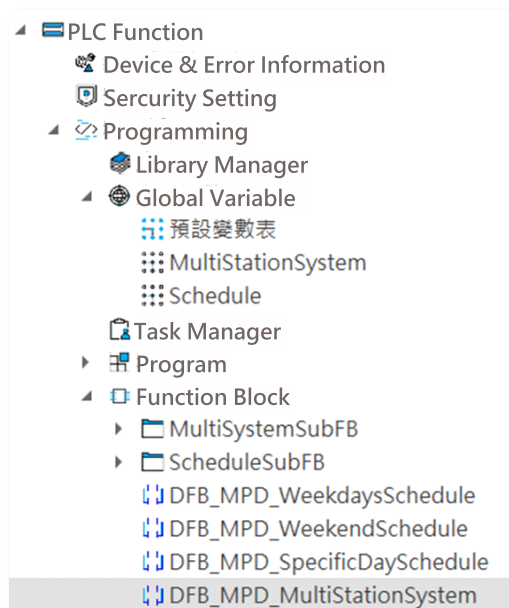 PLC Function
Device & Error Information
Sercurity Setting
Programming
Library Manager
Global Variable
預設變數表
MultiStationSystem
Schedule
Task Manager
Program
Function Block
MultiSystemSubFB
ScheduleSubFB
DFB_MPD_WeekdaysSchedule
DFB_MPD_WeekendSchedule
DFB_MPD_SpecificDaySchedule
DFB_MPD_MultiStationSystem